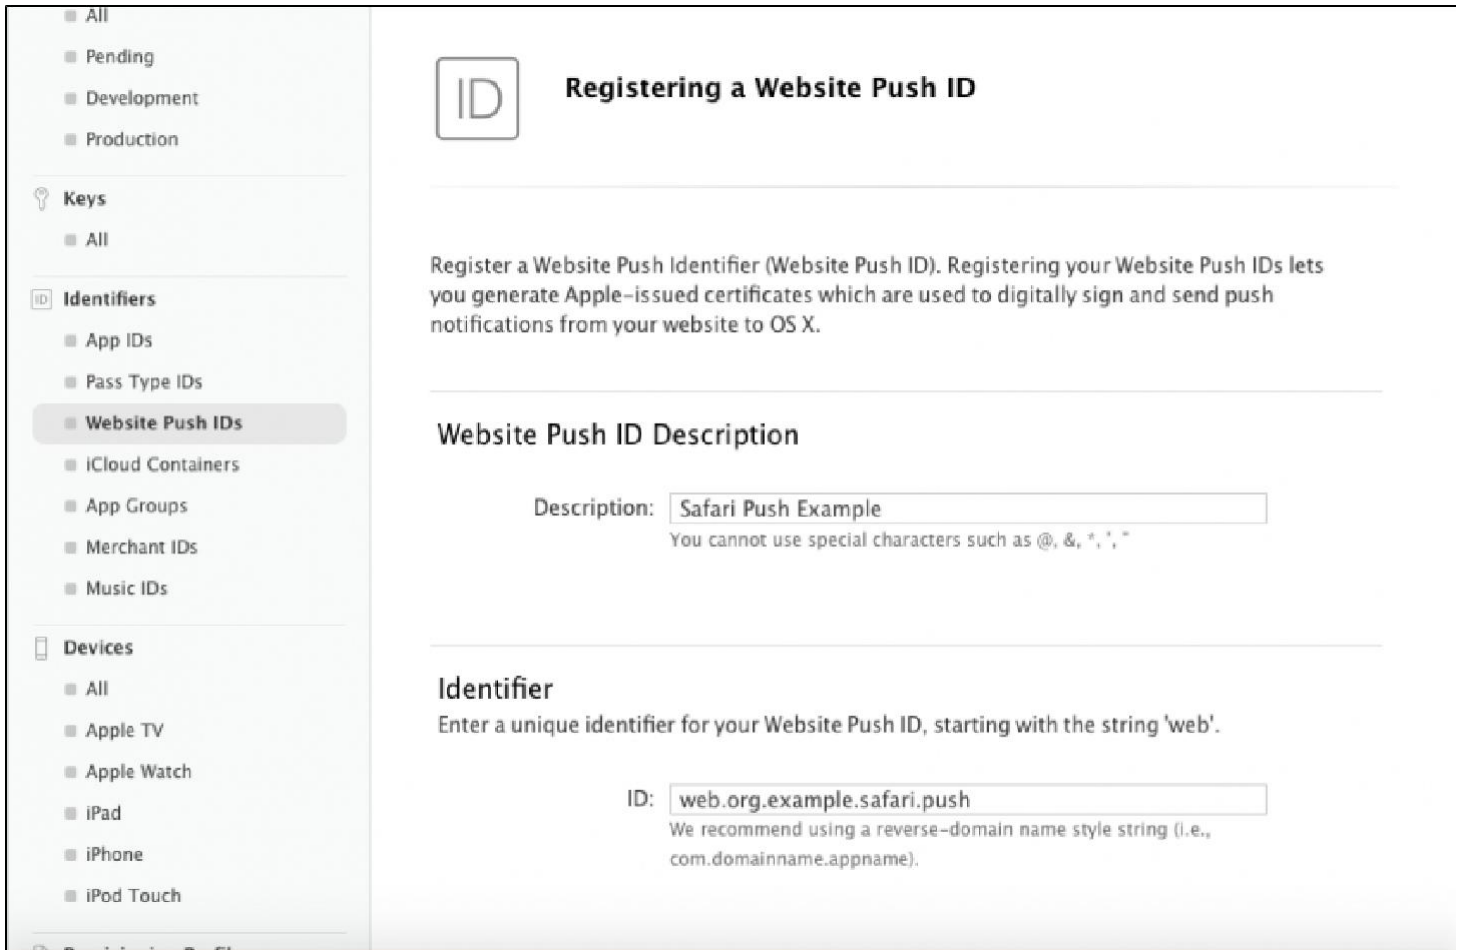 All
Pending
Development
Production
Keys
All
ID Identifiers
App IDs
Pass Type IDs
Website Push IDs
iCloud Containers
App Groups
Merchant IDs
Music IDs
Devices
All
Apple TV
Apple Watch
iPad
iPhone
iPod Touch
ID
Registering a Website Push ID
Register a Website Push Identifier (Website Push ID). Registering your Website Push IDs lets
you generate Apple-issued certificates which are used to digitally sign and send push
notifications from your website to OS X.
Website Push ID Description
Description: Safari Push Example
You cannot use special characters such as @, &, *, ', "
Identifier
Enter a unique identifier for your Website Push ID, starting with the string 'web'.
ID: web.org.example.safari.push
We recommend using a reverse-domain name style string (i.e.,
com.domainname.appname).